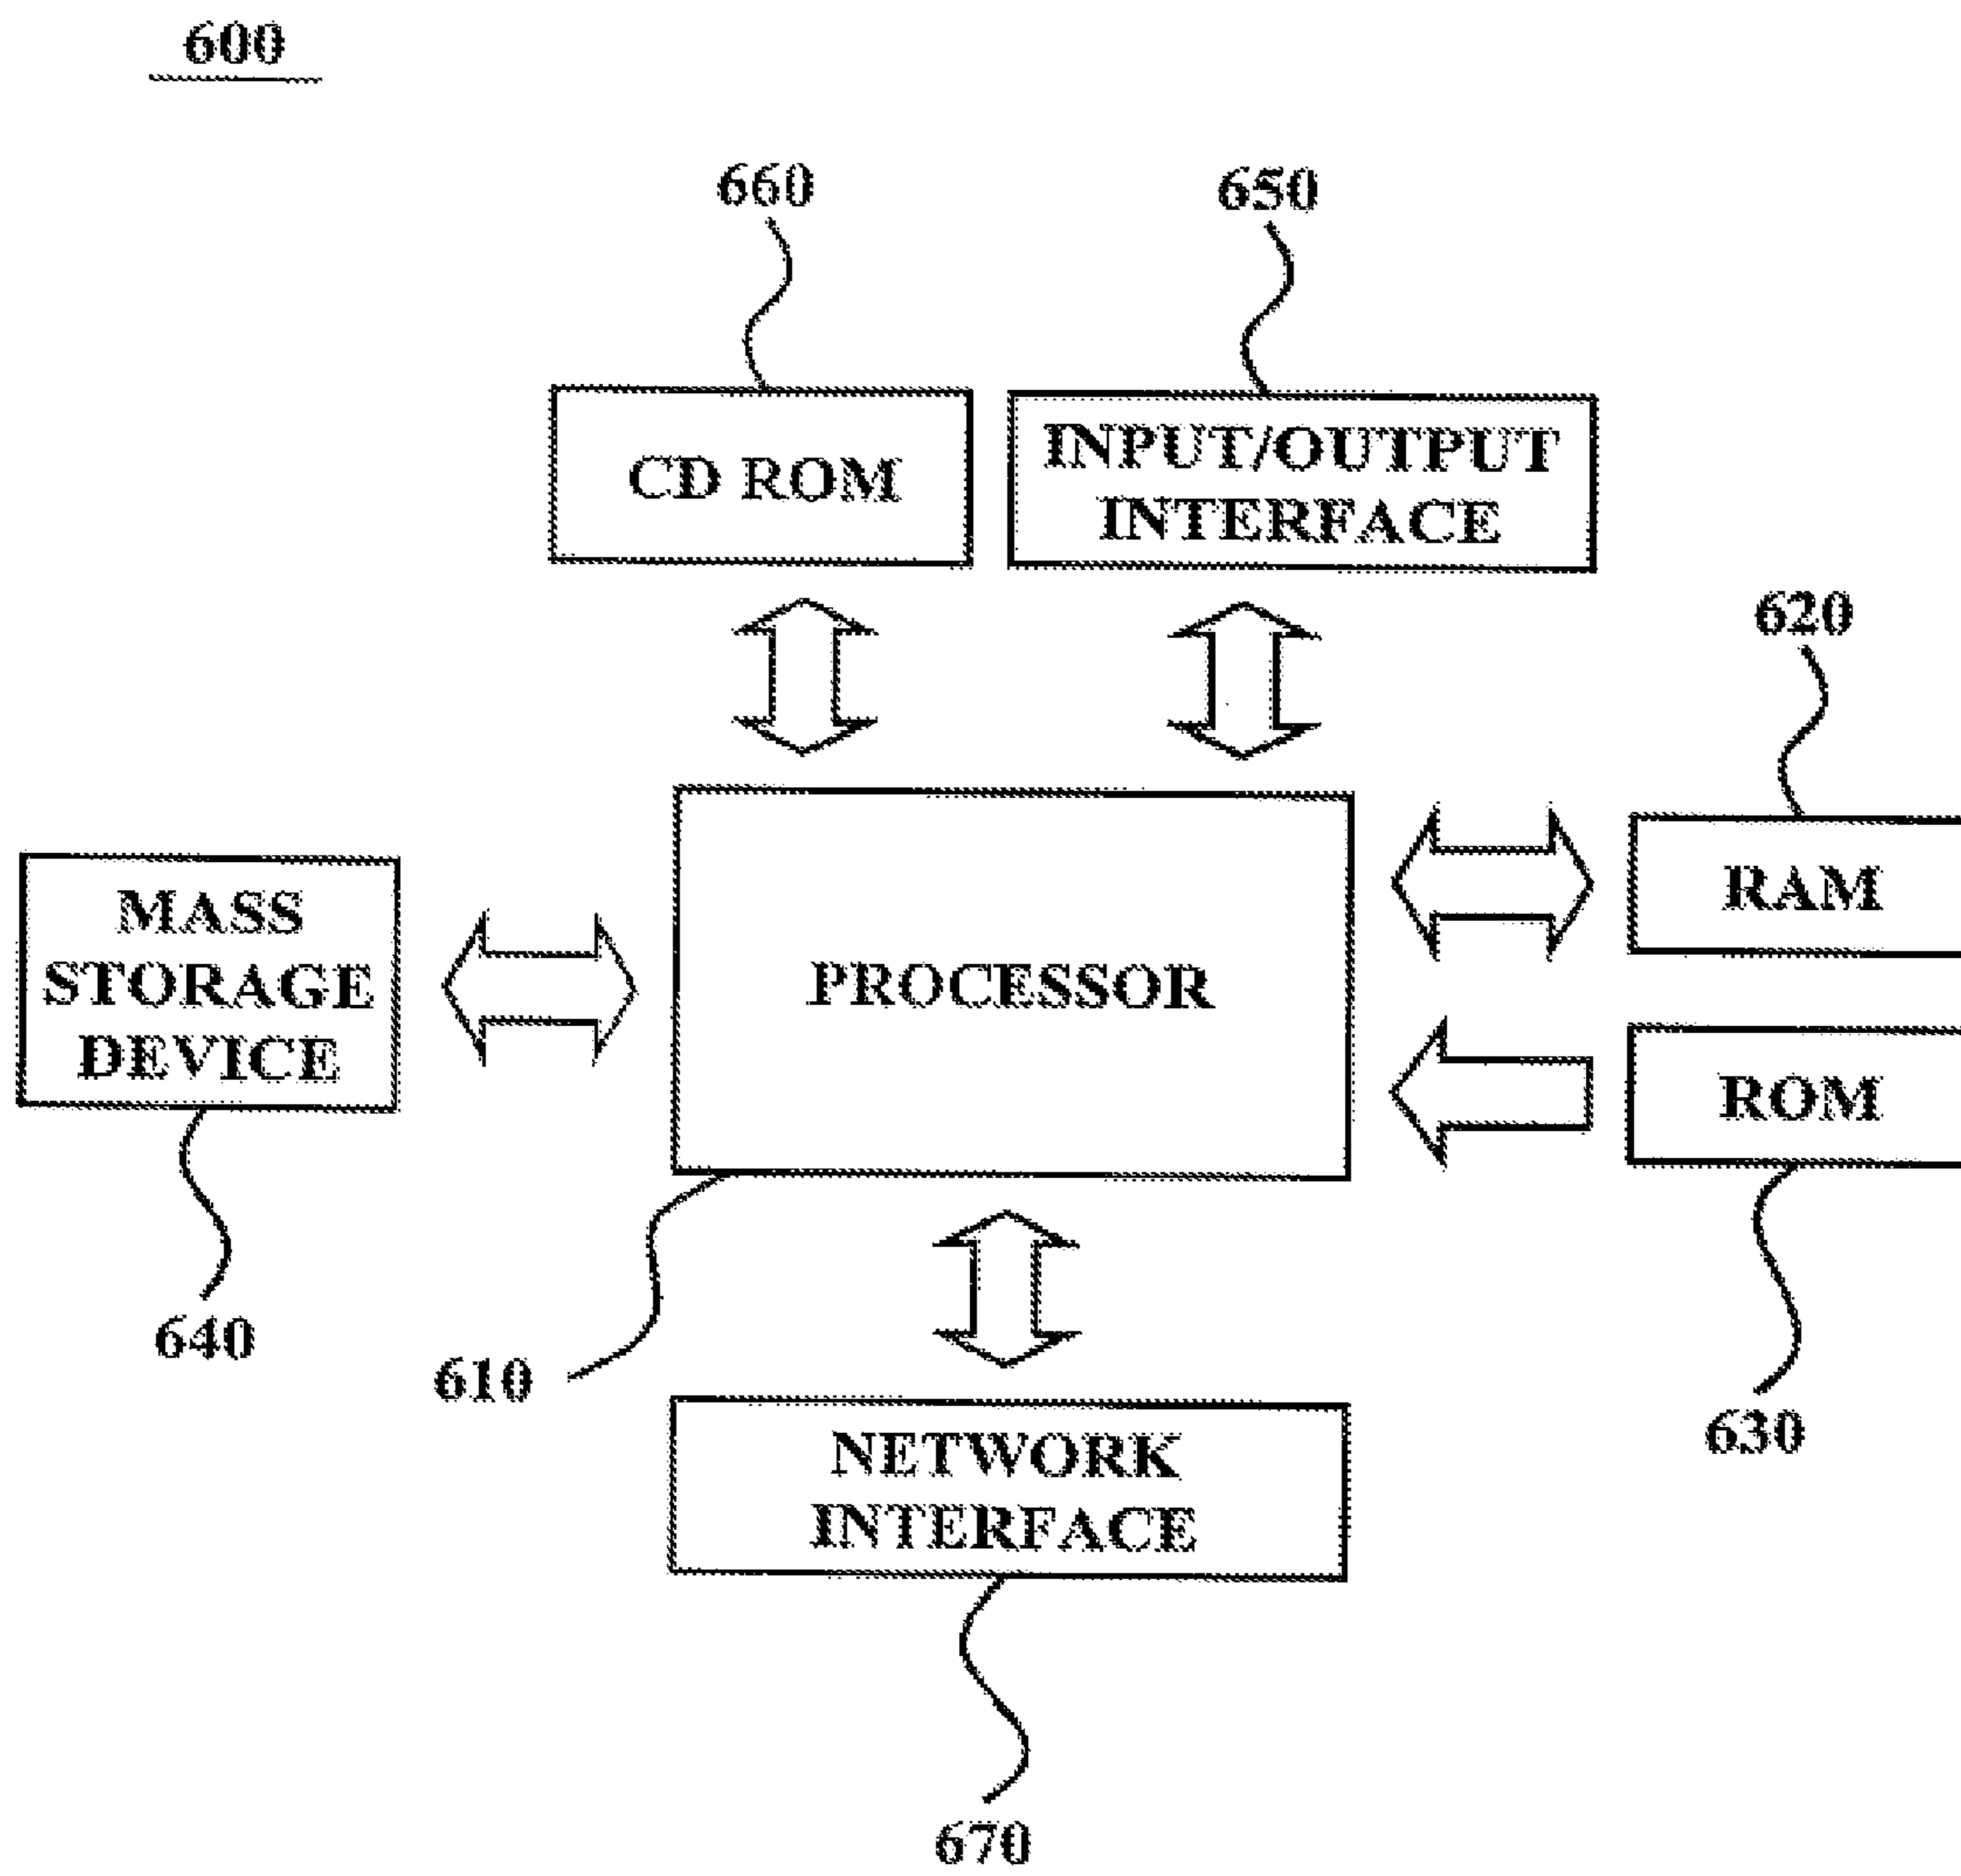 600
660
650
CD ROM
INPUT/OUTPUT
INTERFACE
620
MASS
STORAGE
DEVICE
PROCESSOR
RAM
ROM
640
610
630
NETWORK
INTERFACE
670